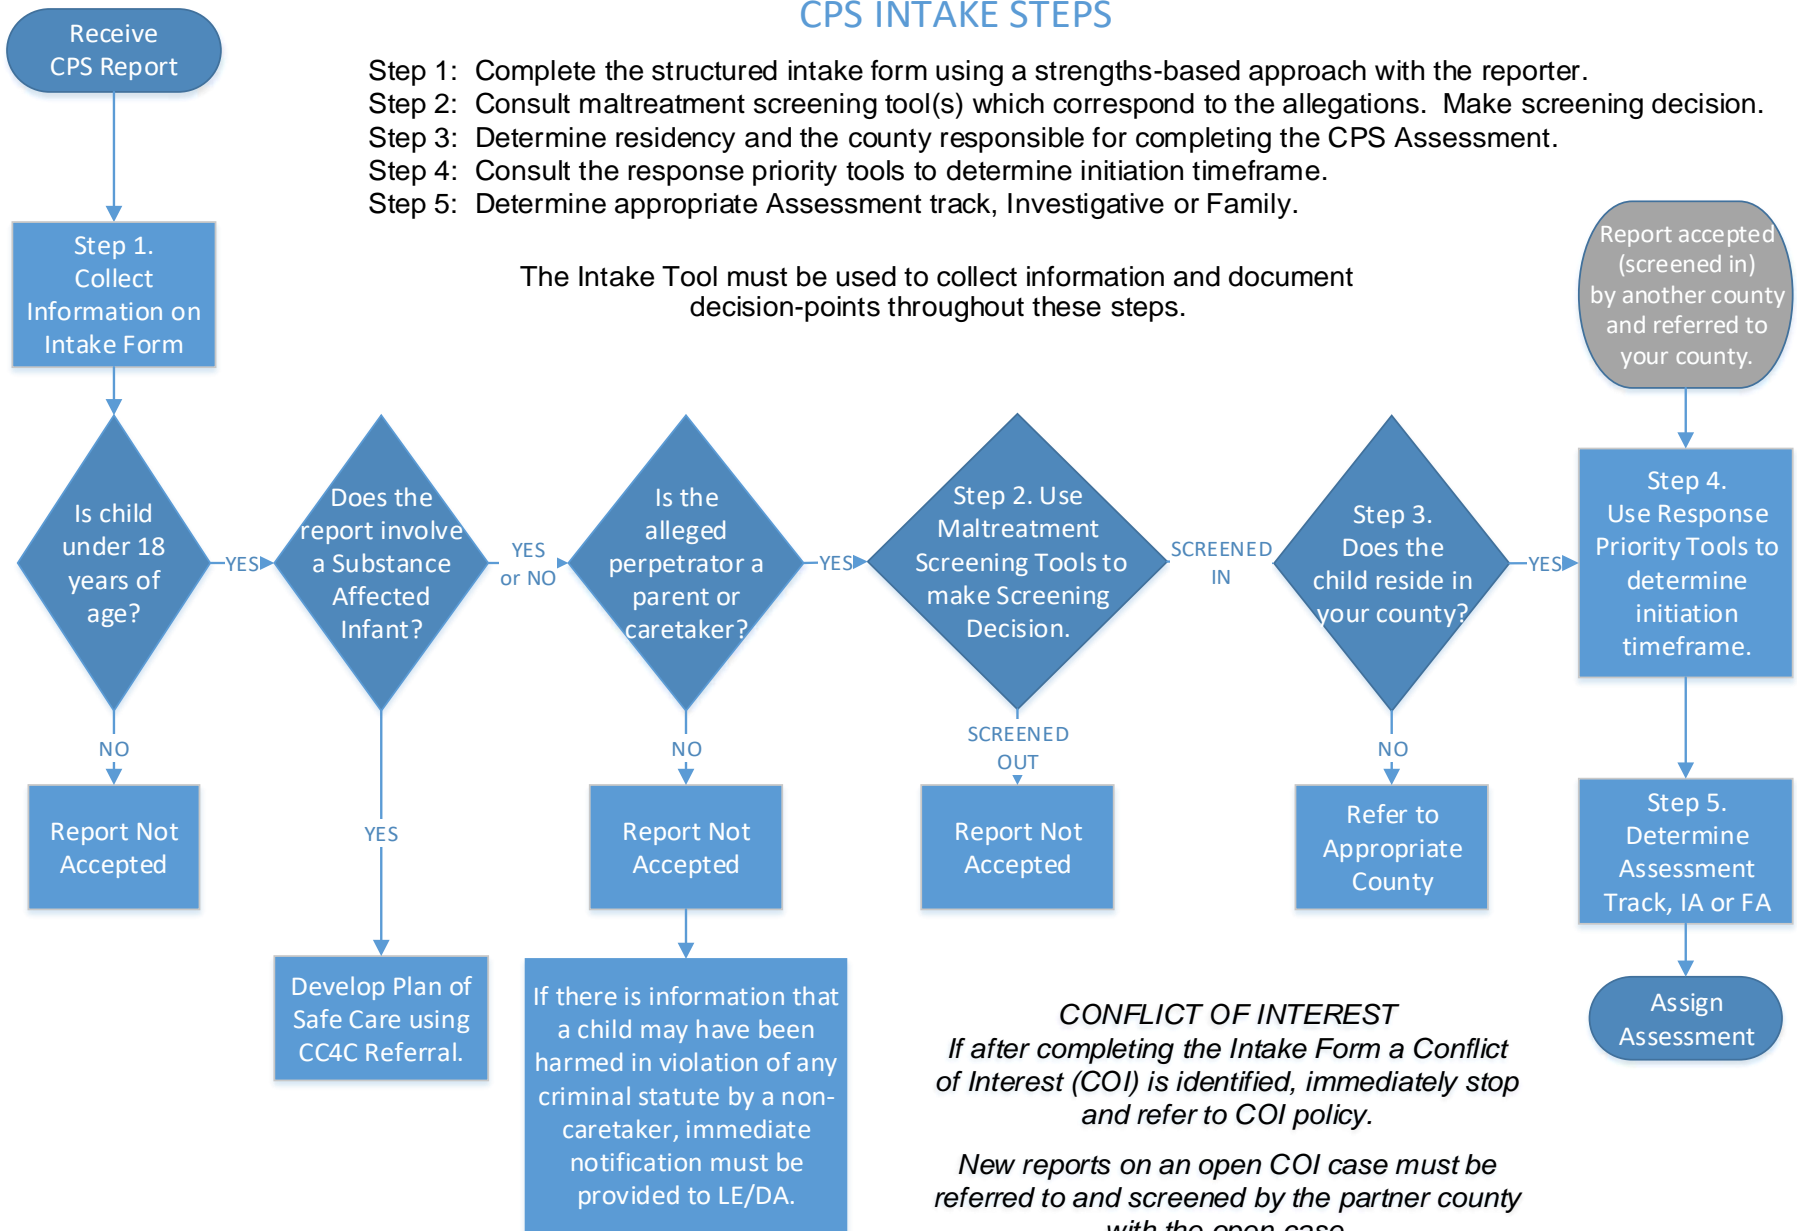 CPS INTAKE STEPS
Receive
CPS Report
Step 1: Complete the structured intake form using a strengths-based approach with the reporter.
Step 2: Consult maltreatment screening tool(s) which correspond to the allegations. Make screening decision.
Step 3: Determine residency and the county responsible for completing the CPS Assessment.
Step 4: Consult the response priority tools to determine initiation timeframe.
Step 5: Determine appropriate Assessment track, Investigative or Family.
The Intake Tool must be used to collect information and document
decision-points throughout these steps.
Step 1.
Collect
Information on
Intake Form
Report accepted
(screened in)
by another county
and referred to
your county.
Is child
under 18
years of
age?
YES
Does the
report involve
a Substance
Affected
Infant?
YES
or NO
Is the
alleged
perpetrator a
parent or
caretaker?
YES
Step 2. Use
Maltreatment
Screening Tools to
make Screening
Decision.
SCREENED
IN
Step 3.
Does the
child reside in
your county?
YES
Step 4.
Use Response
Priority Tools to
determine
initiation
timeframe.
NO
Report Not
Accepted
YES
Develop Plan of
Safe Care using
CC4C Referral.
NO
Report Not
Accepted
If there is information that
a child may have been
harmed in violation of any
criminal statute by a non-
caretaker, immediate
notification must be
provided to LE/DA.
SCREENED
OUT
Report Not
Accepted
NO
Refer to
Appropriate
County
Step 5.
Determine
Assessment
Track, IA or FA
Assign
Assessment
CONFLICT OF INTEREST
If after completing the Intake Form a Conflict
of Interest (COI) is identified, immediately stop
and refer to COI policy.
New reports on an open COI case must be
referred to and screened by the partner county
with the open case